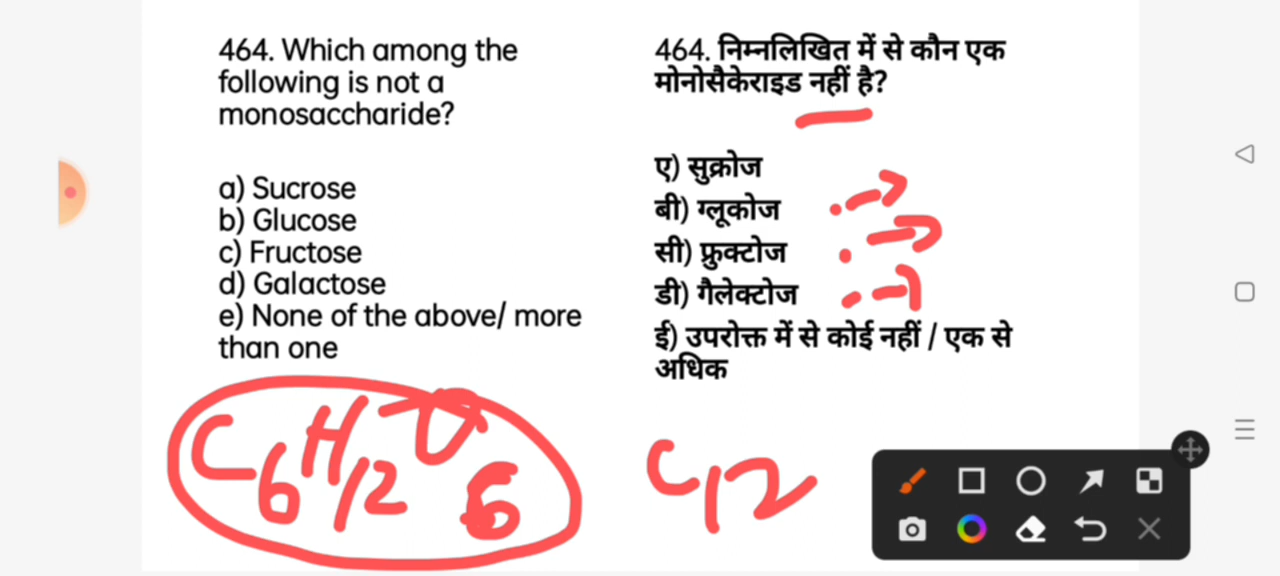 464. Which among the
following is not a
monosaccharide?
a) Sucrose
b) Glucose
c) Fructose
d) Galactose
e) None of the above/ more
than one
464. निम्नलिखित में से कौन एक
मोनोसैकेराइड नहीं है?
ए) सुक्रोज
बी) ग्लूकोज
सी) फ्रुक्टोज
डी) गैलेक्टोज
ई) उपरोक्त में से कोई नहीं / एक से
अधिक
C6H12O6
C12